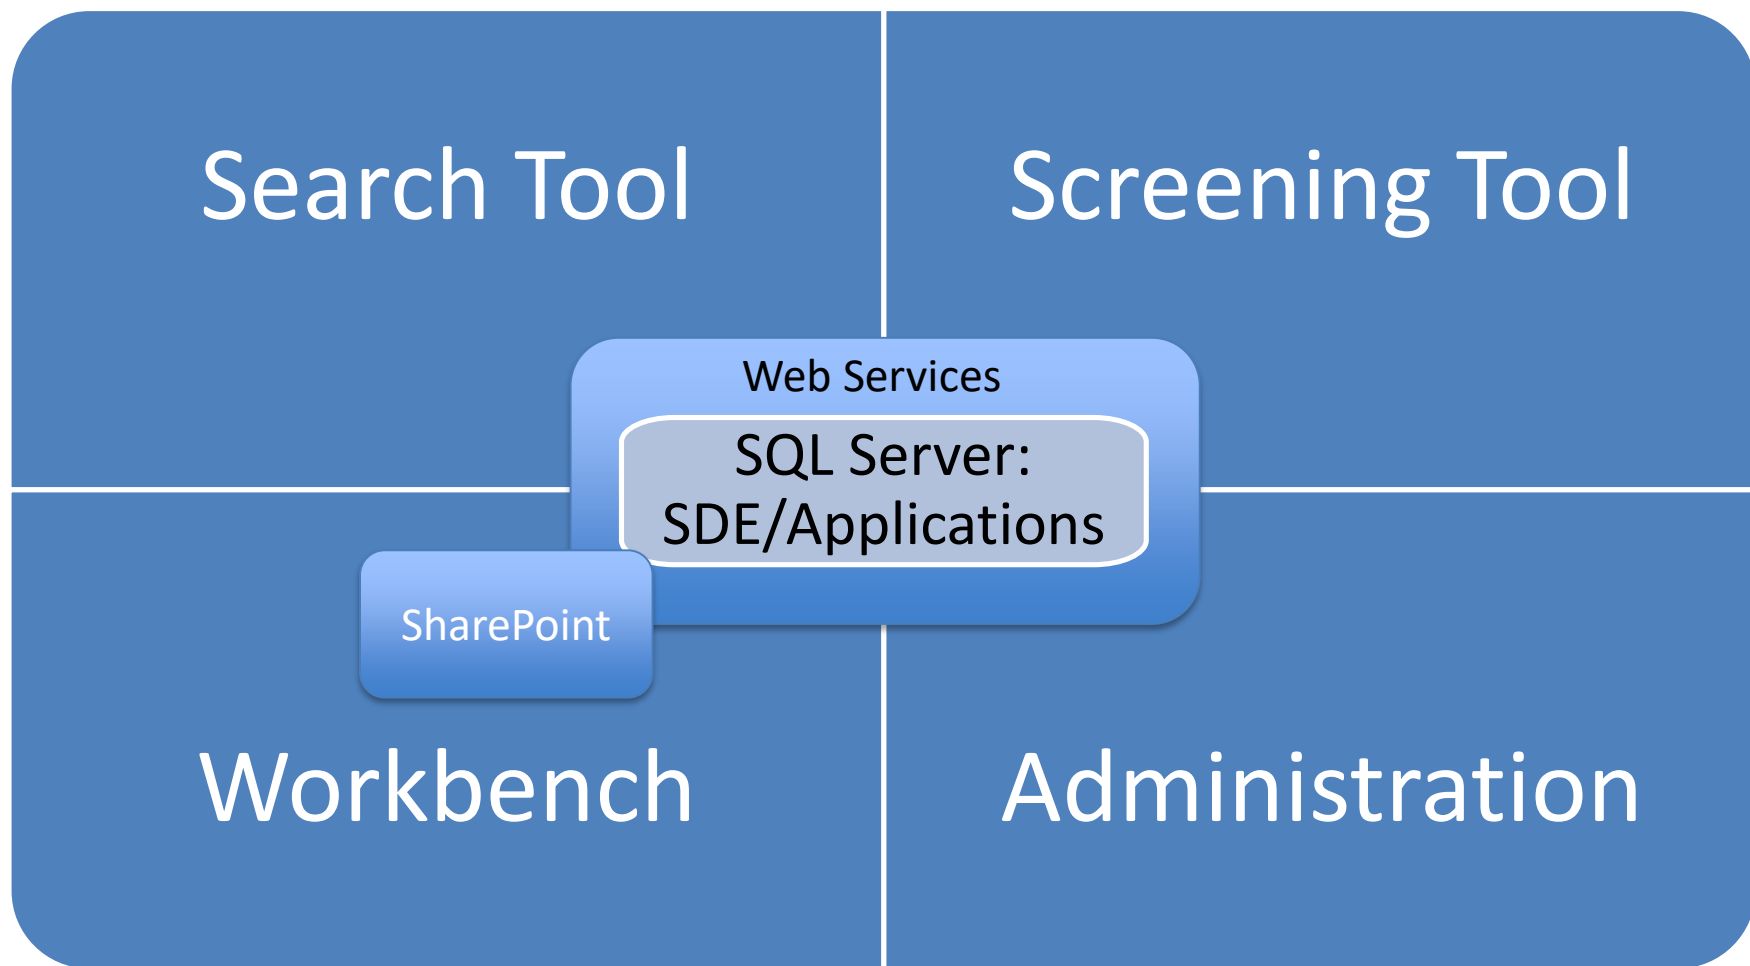 Search Tool
Screening Tool
Web Services
SQL Server:
SDE/Applications
SharePoint
Workbench
Administration